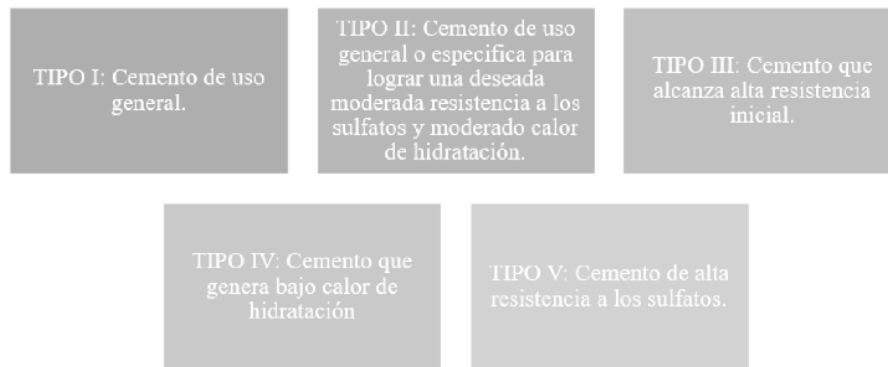 TIPO I: Cemento de uso
general.
TIPO II: Cemento de uso
general o especifica para
lograr una deseada
moderada resistencia a los
sulfatos y moderado calor
de hidratación.
TIPO III: Cemento que
alcanza alta resistencia
inicial.
TIPO IV: Cemento que
genera bajo calor de
hidratación
TIPO V: Cemento de alta
resistencia a los sulfatos.